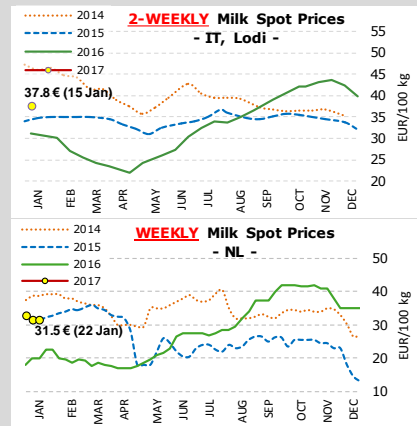 2-WEEKLY Milk Spot Prices
- IT, Lodi -
2014
2015
2016
2017
37.8 € (15 Jan)
55
50
45
40
35
30
25
20
EUR/100 kg
JAN
FEB
MAR
APR
MAY
JUN
JUL
AUG
SEP
OCT
NOV
DEC
WEEKLY Milk Spot Prices
- NL -
2014
2015
2016
2017
31.5 € (22 Jan)
50
40
30
20
10
0
EUR/100 kg
JAN
FEB
MAR
APR
MAY
JUN
JUL
AUG
SEP
OCT
NOV
DEC